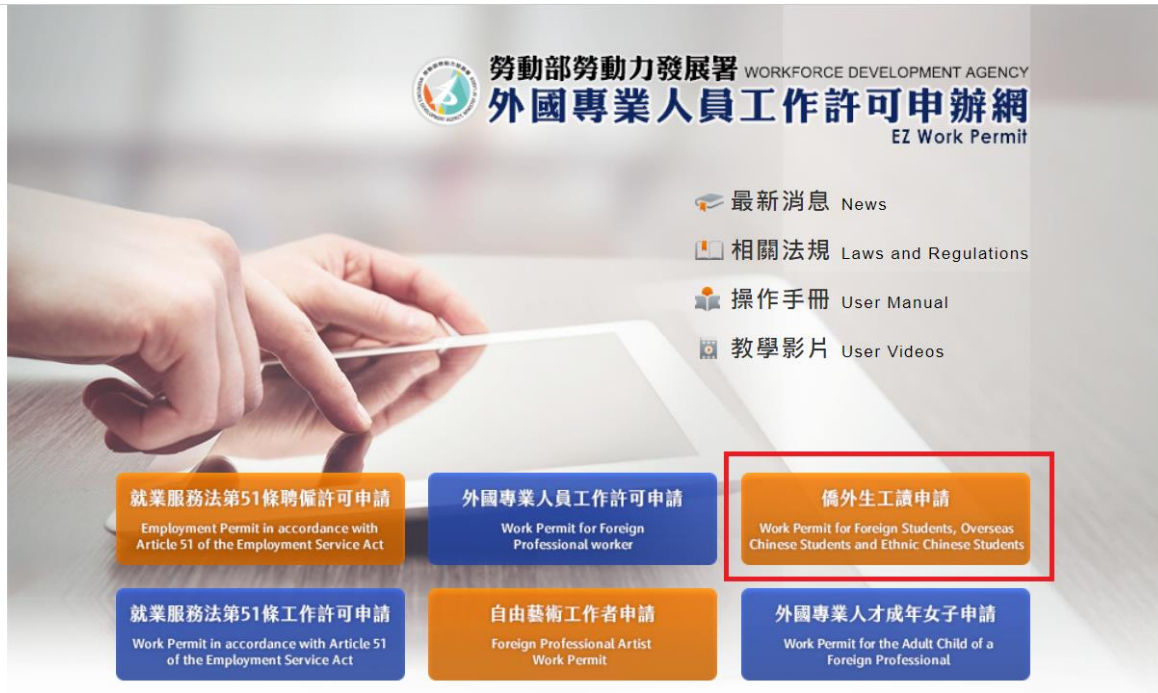 勞動部勞動力發展署 WORKFORCE DEVELOPMENT AGENCY
外國專業人員工作許可申辦網
EZ Work Permit
最新消息 News
相關法規 Laws and Regulations
操作手冊 User Manual
教學影片 User Videos
就業服務法第51條聘僱許可申請
Employment Permit in accordance with
Article 51 of the Employment Service Act
外國專業人員工作許可申請
Work Permit for Foreign
Professional worker
僑外生工讀申請
Work Permit for Foreign Students, Overseas
Chinese Students and Ethnic Chinese Students
就業服務法第51條工作許可申請
Work Permit in accordance with Article 51
of the Employment Service Act
自由藝術工作者申請
Foreign Professional Artist
Work Permit
外國專業人才成年女子申請
Work Permit for the Adult Child of a
Foreign Professional